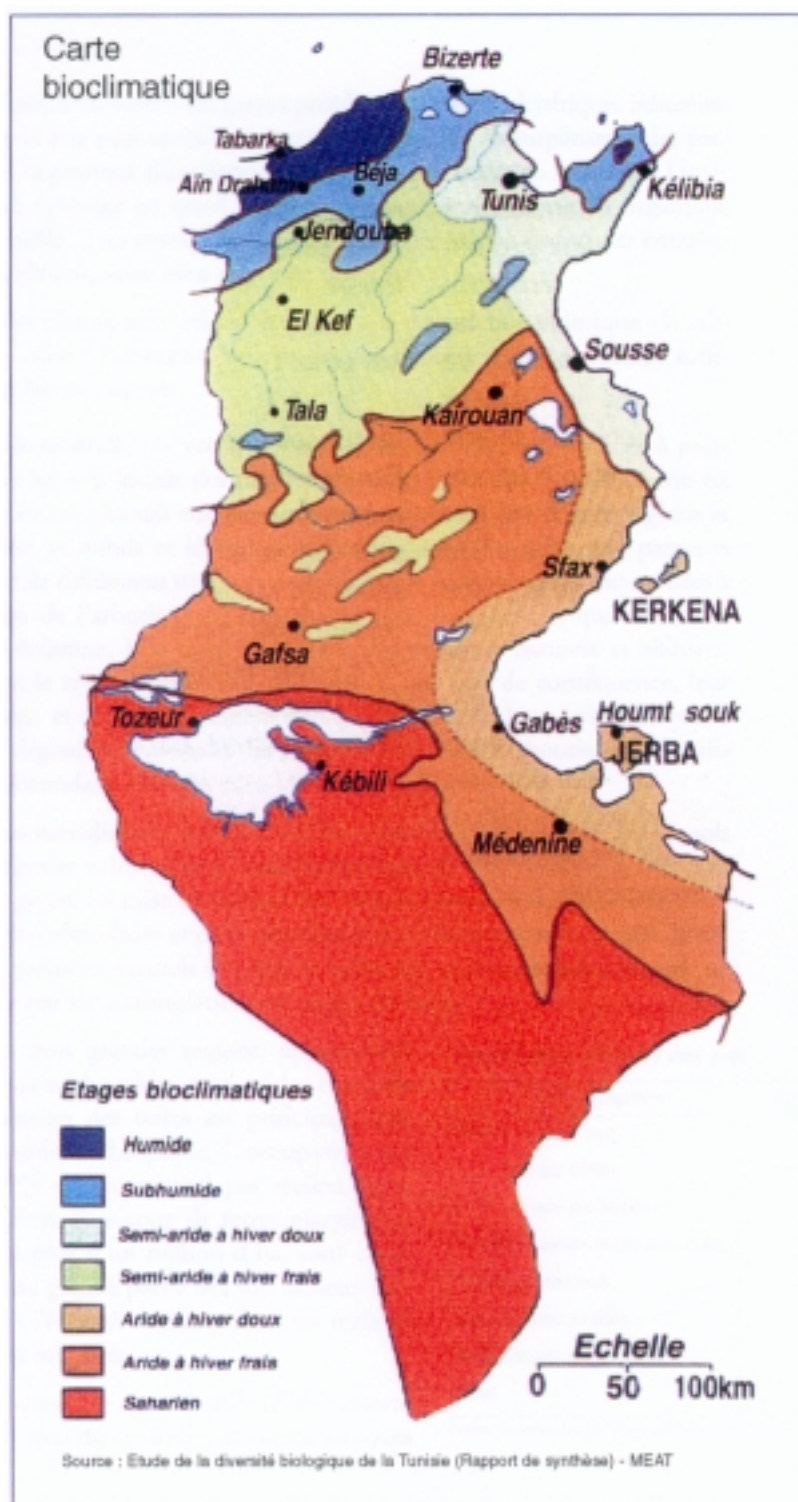 Carte
bioclimatique
Bizerte
Tabarka
Aïn Draham
Béja
Tunis
Kélibia
Jendouba
El Kef
Sousse
Tala
Kaïrouan
Sfax
KERKENA
Gafsa
Tozeur
Gabès
Houmt souk
JERBA
Kébili
Médenine
Etages bioclimatiques
Humide
Subhumide
Semi-aride à hiver doux
Semi-aride à hiver frais
Aride à hiver doux
Aride à hiver frais
Saharien
Echelle
0 50 100km
Source : Etude de la diversité biologique de la Tunisie (Rapport de synthèse) - MEAT